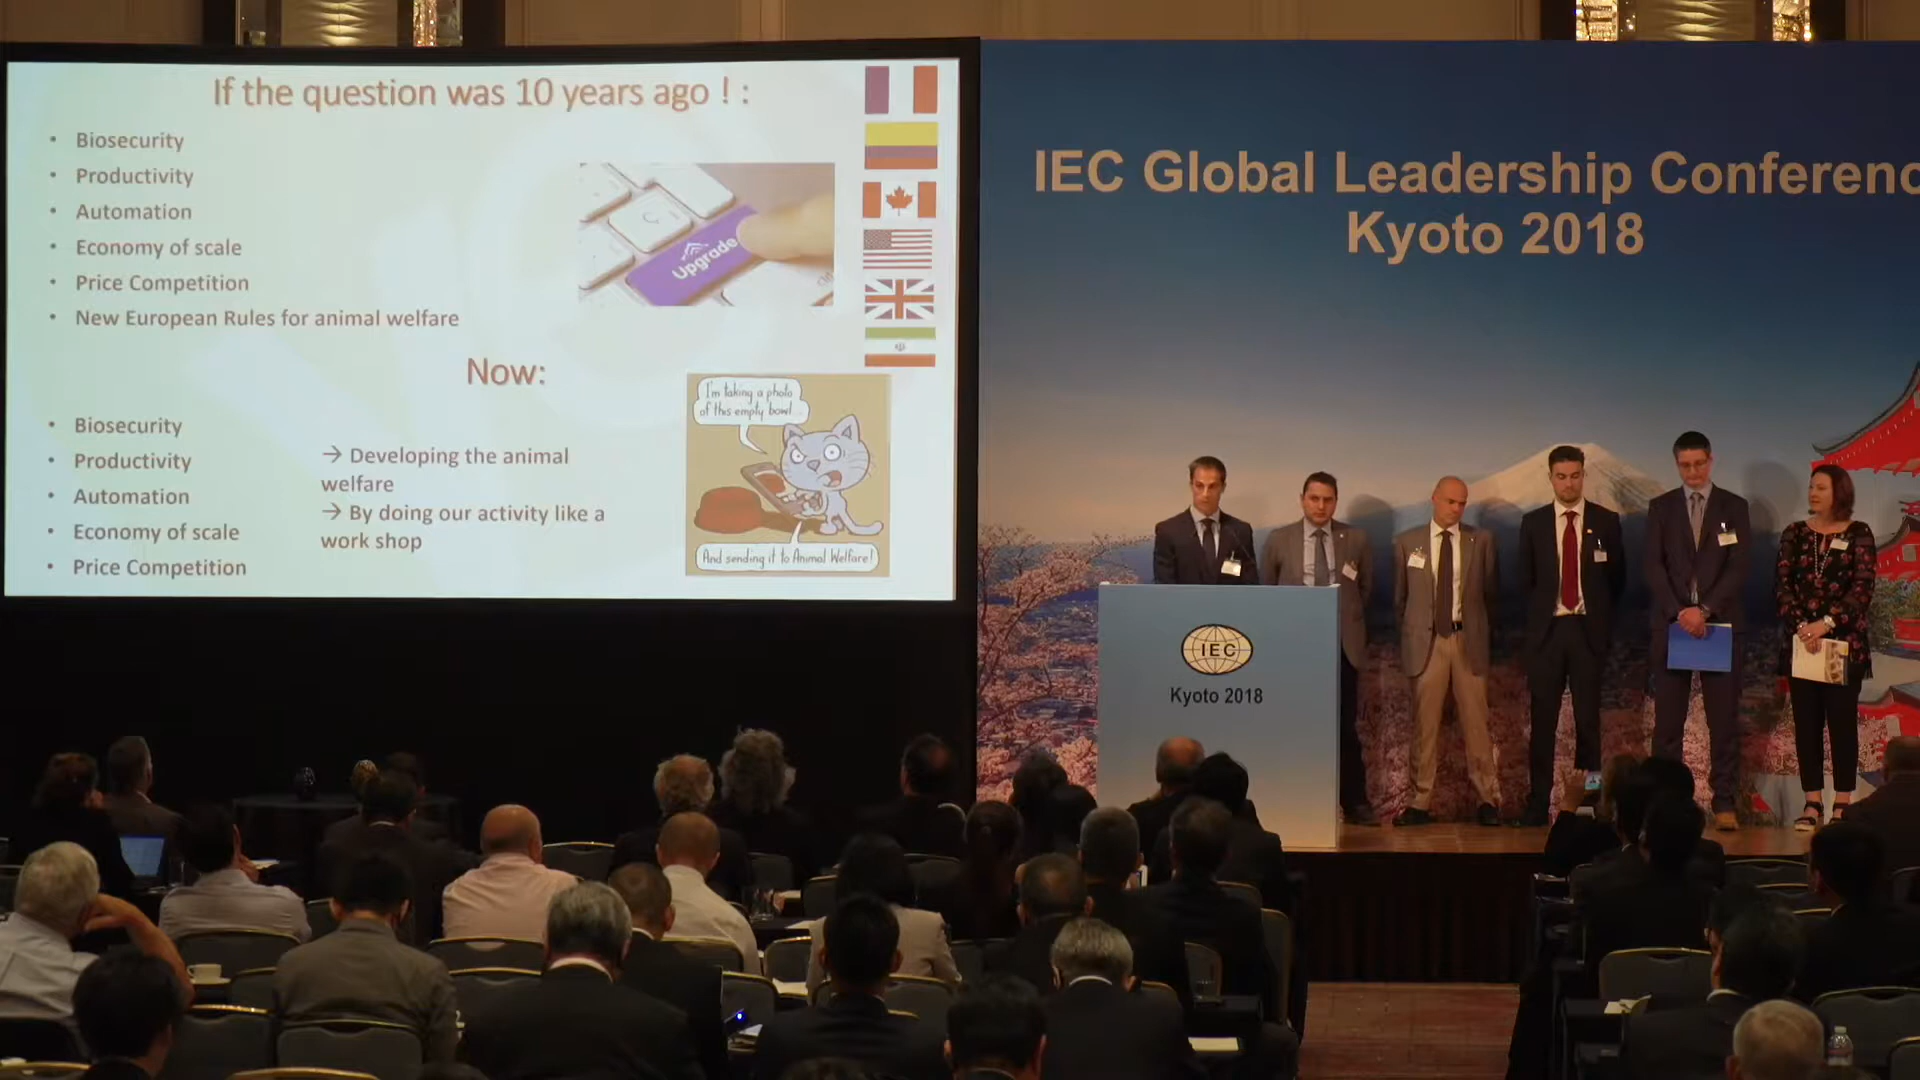 If the question was 10 years ago ! :
• Biosecurity
• Productivity
• Automation
• Economy of scale
• Price Competition
• New European Rules for animal welfare
Upgrade
Now:
• Biosecurity
• Productivity
• Automation
• Economy of scale
• Price Competition
→ Developing the animal
welfare
→ By doing our activity like a
work shop
I'm taking a photo
of this empty bowl...
And sending it to Animal Welfare!
IEC Global Leadership Conferenc
Kyoto 2018
IEC
Kyoto 2018